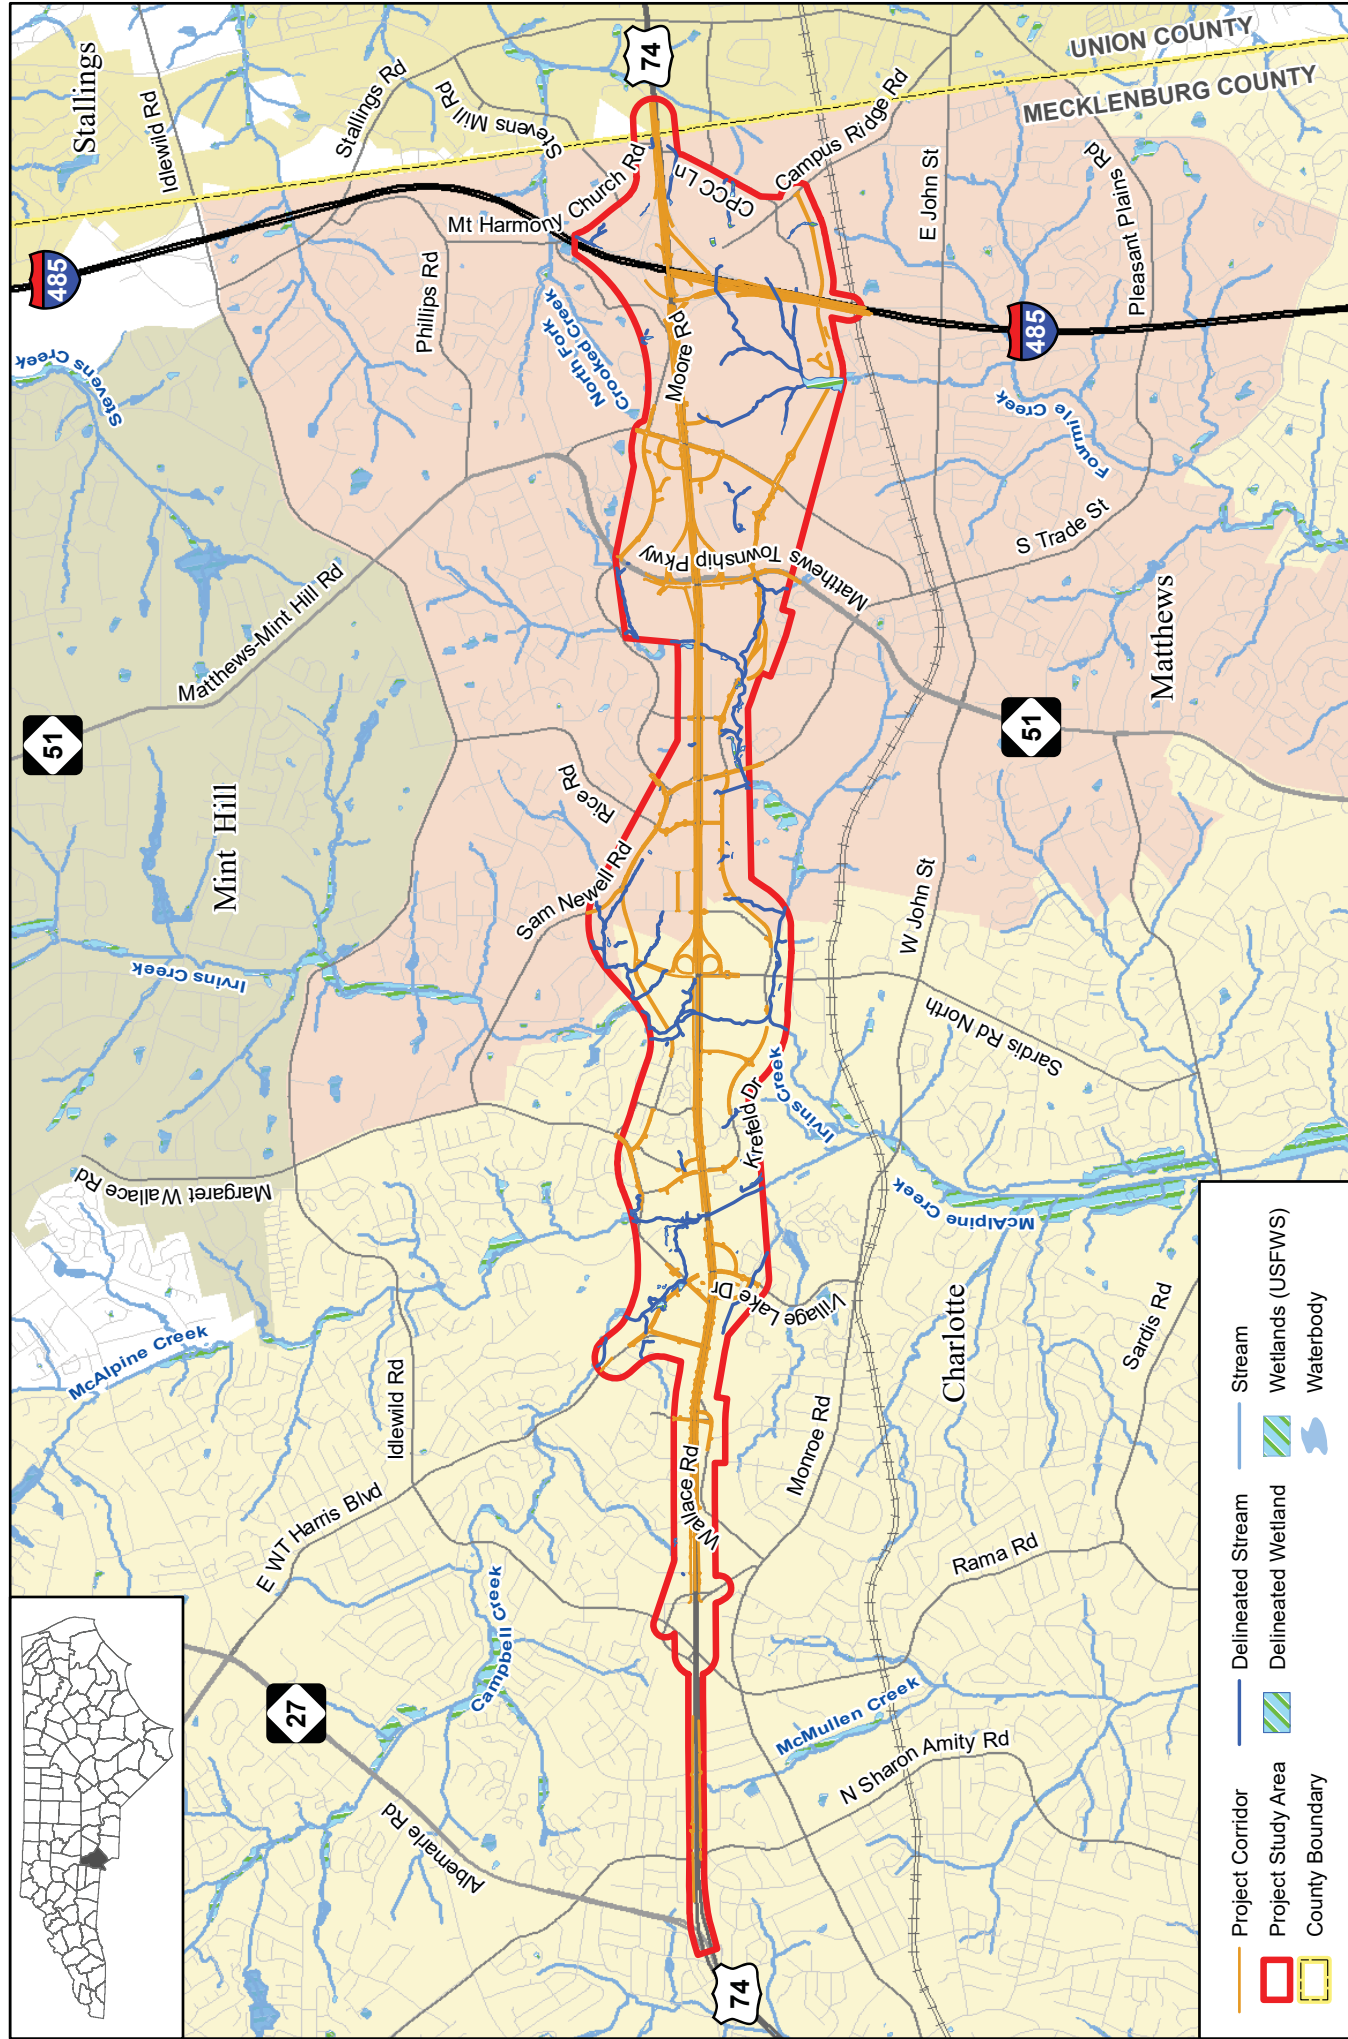 27
Albemarle Rd
E WT Harris Blvd
Campbell Creek
Idlewild Rd
McAlpine Creek
Margaret Wallace Rd
Irvins Creek
Mint Hill
51
Matthews-Mint Hill Rd
Stevens Creek
485
Idlewild Rd
Stallings
Stallings Rd
Stevens Mill Rd
Phillips Rd
Mt Harmony Church Rd
North Fork
Crooked Creek
Rice Rd
Sam Newell Rd
74
Wallace Rd
Village Lake Dr
Krefeld Dr
Irvins Creek
Matthews Township Pkwy
Moore Rd
CPCC Ln
Campus Ridge Rd
74
UNION COUNTY
MECKLENBURG COUNTY
N Sharon Amity Rd
McMullen Creek
Monroe Rd
Rama Rd
Charlotte
McAlpine Creek
W John St
Sardis Rd North
Sardis Rd
51
Matthews
S Trade St
Fourmile Creek
485
E John St
Pleasant Plains Rd
Project Corridor
Delineated Stream
Stream
Project Study Area
Delineated Wetland
Wetlands (USFWS)
County Boundary
Waterbody